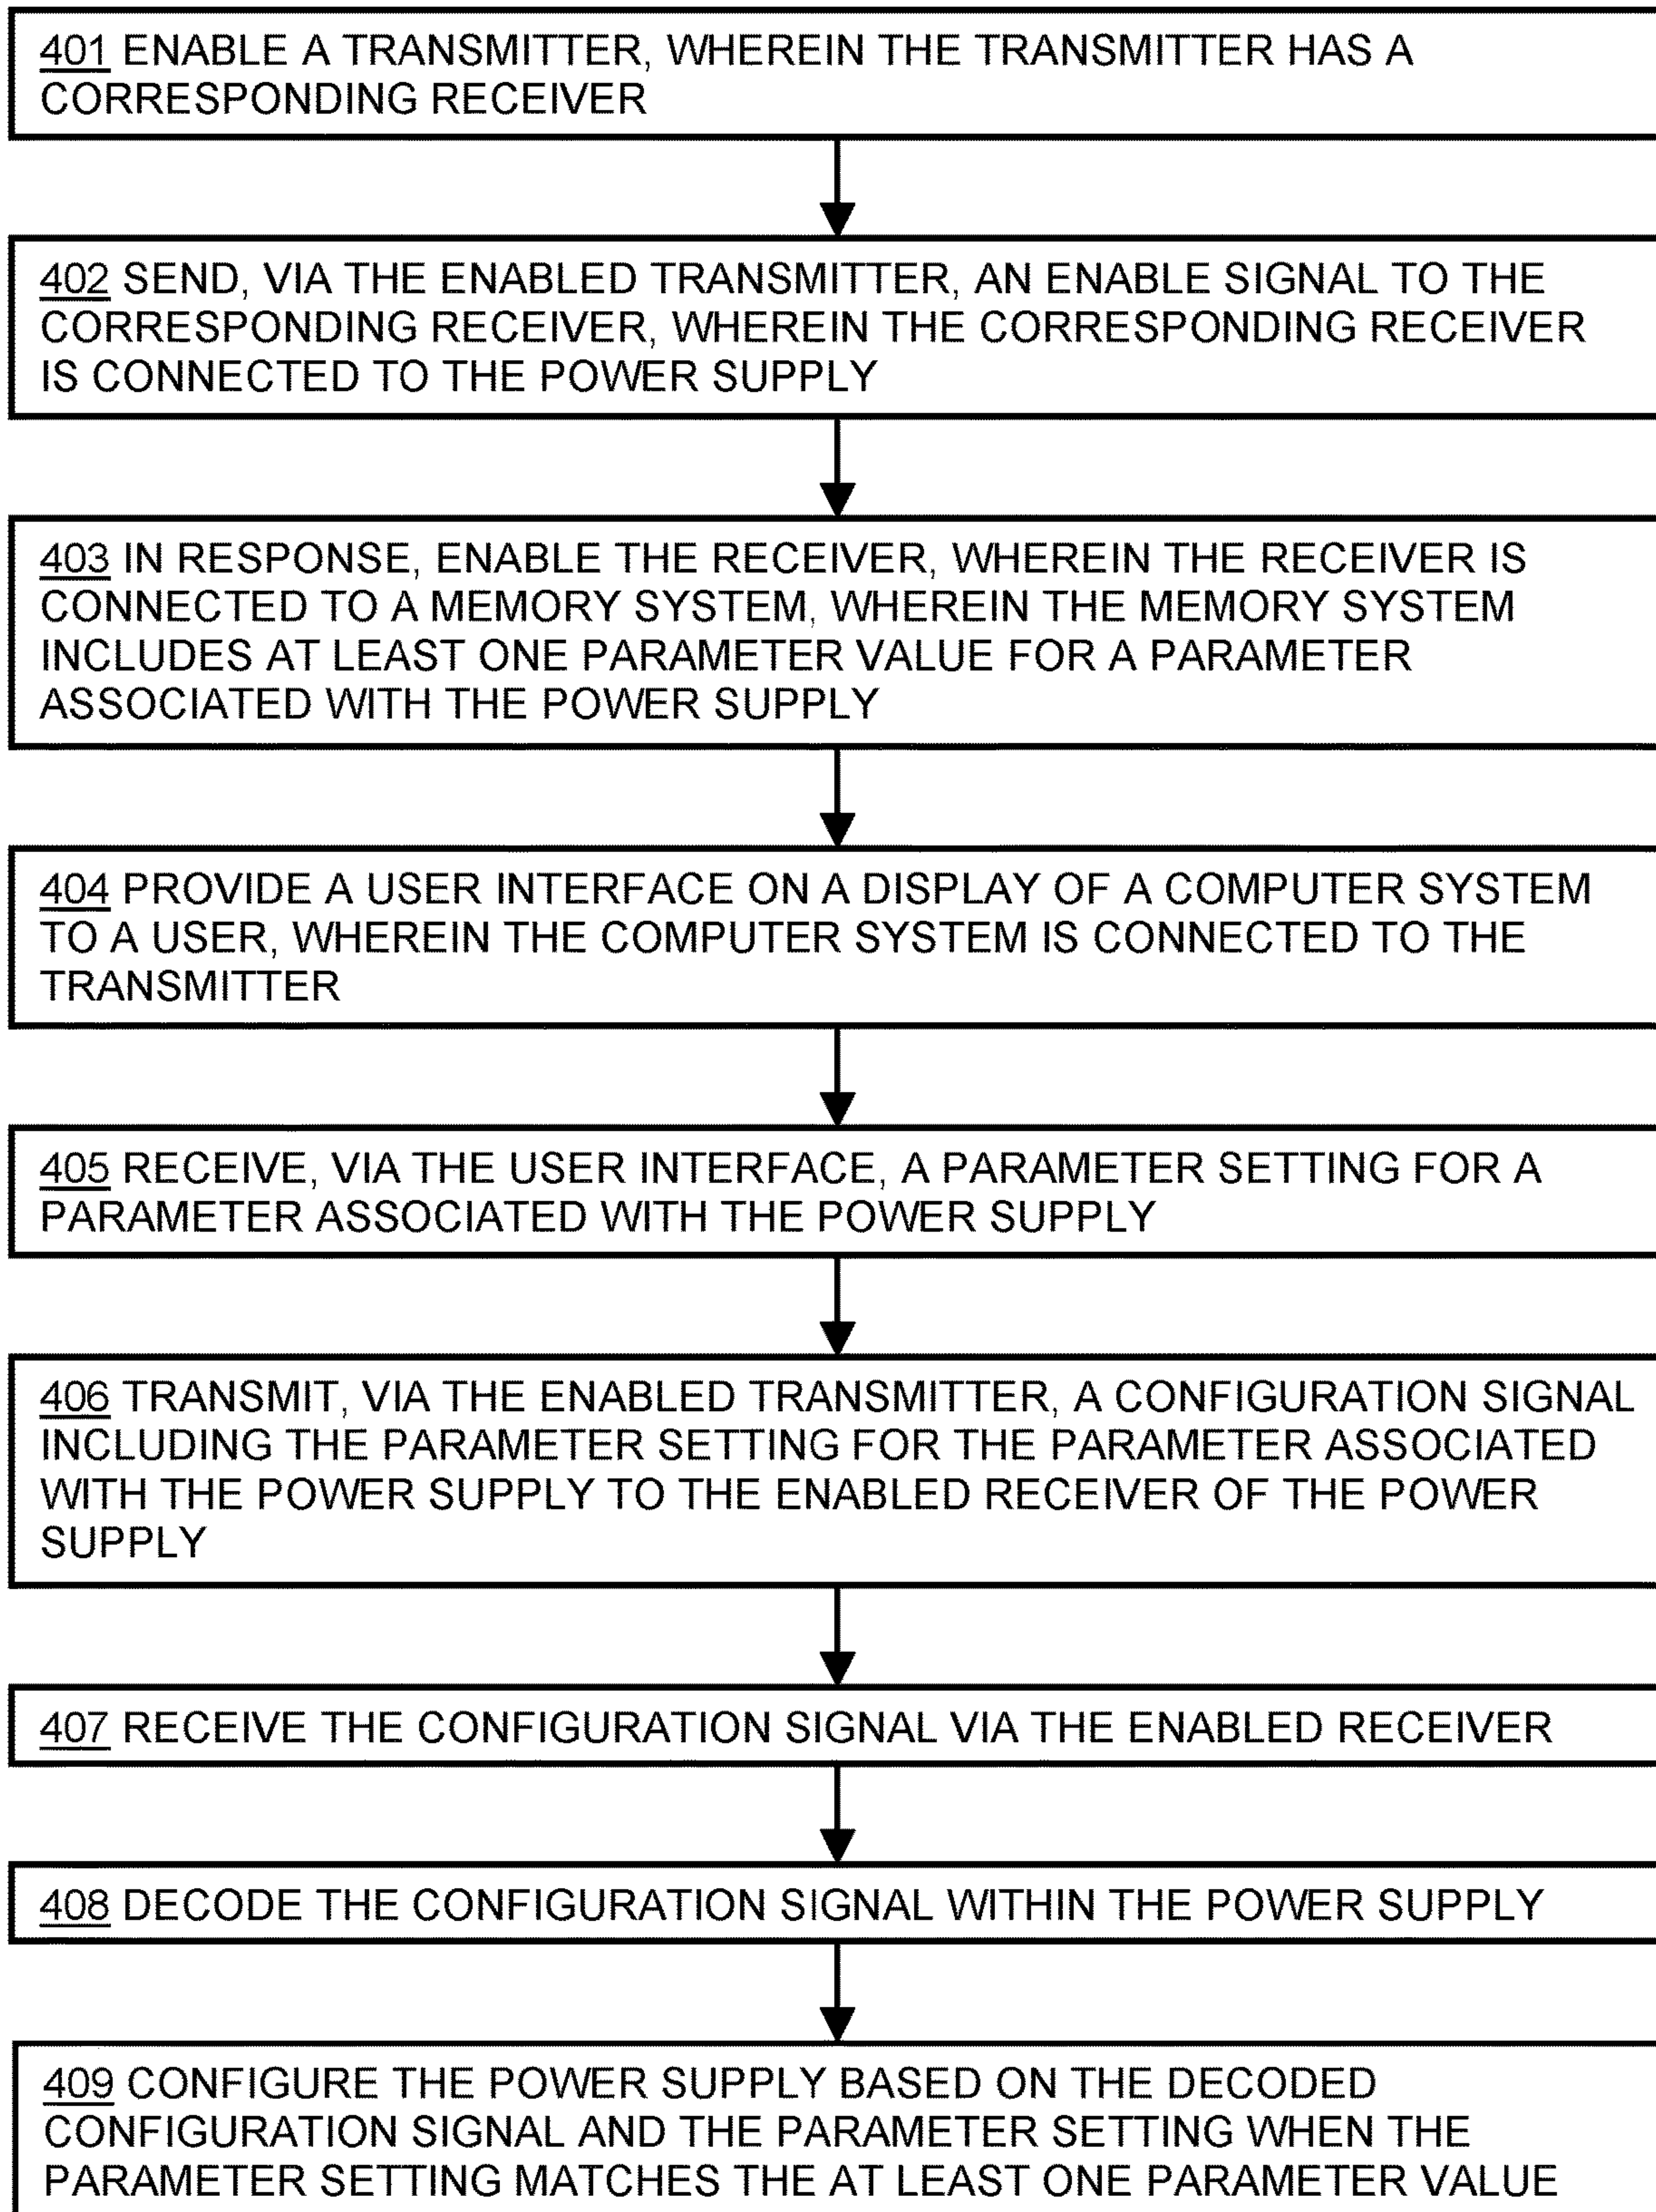 401 ENABLE A TRANSMITTER, WHEREIN THE TRANSMITTER HAS A
CORRESPONDING RECEIVER
402 SEND, VIA THE ENABLED TRANSMITTER, AN ENABLE SIGNAL TO THE
CORRESPONDING RECEIVER, WHEREIN THE CORRESPONDING RECEIVER
IS CONNECTED TO THE POWER SUPPLY
403 IN RESPONSE, ENABLE THE RECEIVER, WHEREIN THE RECEIVER IS
CONNECTED TO A MEMORY SYSTEM, WHEREIN THE MEMORY SYSTEM
INCLUDES AT LEAST ONE PARAMETER VALUE FOR A PARAMETER
ASSOCIATED WITH THE POWER SUPPLY
404 PROVIDE A USER INTERFACE ON A DISPLAY OF A COMPUTER SYSTEM
TO A USER, WHEREIN THE COMPUTER SYSTEM IS CONNECTED TO THE
TRANSMITTER
405 RECEIVE, VIA THE USER INTERFACE, A PARAMETER SETTING FOR A
PARAMETER ASSOCIATED WITH THE POWER SUPPLY
406 TRANSMIT, VIA THE ENABLED TRANSMITTER, A CONFIGURATION SIGNAL
INCLUDING THE PARAMETER SETTING FOR THE PARAMETER ASSOCIATED
WITH THE POWER SUPPLY TO THE ENABLED RECEIVER OF THE POWER
SUPPLY
407 RECEIVE THE CONFIGURATION SIGNAL VIA THE ENABLED RECEIVER
408 DECODE THE CONFIGURATION SIGNAL WITHIN THE POWER SUPPLY
409 CONFIGURE THE POWER SUPPLY BASED ON THE DECODED
CONFIGURATION SIGNAL AND THE PARAMETER SETTING WHEN THE
PARAMETER SETTING MATCHES THE AT LEAST ONE PARAMETER VALUE